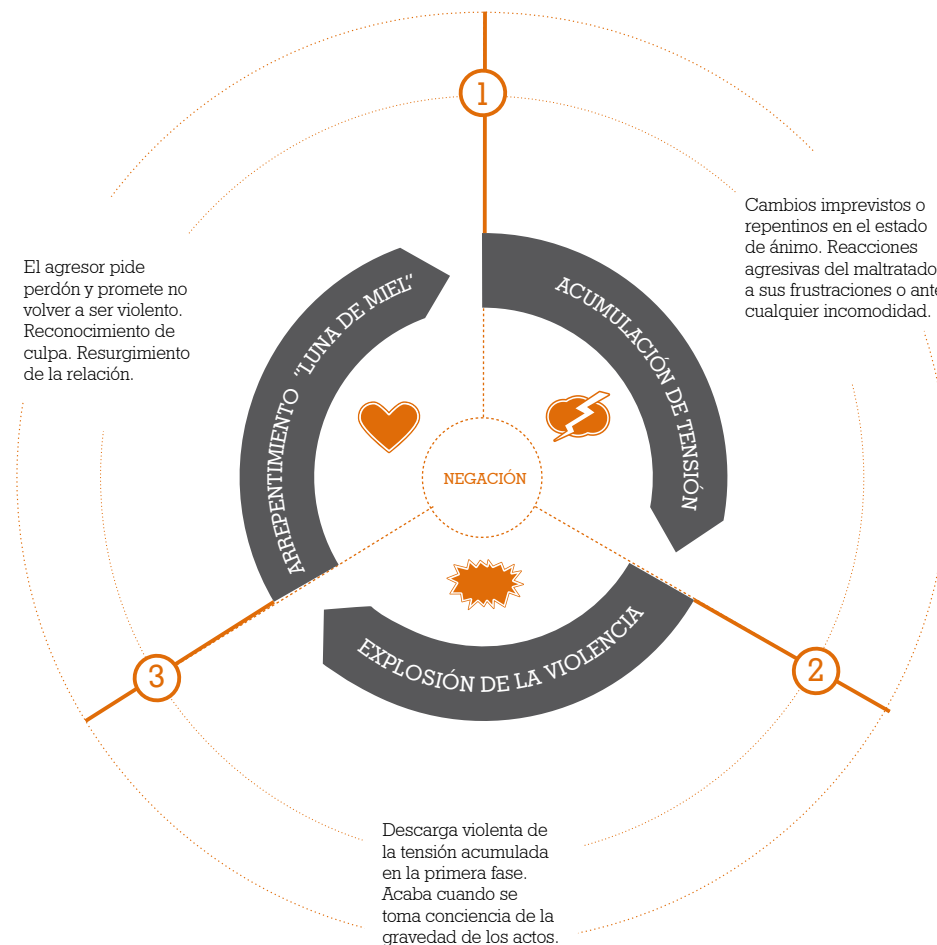 1
Cambios imprevistos o
repentinos en el estado
de ánimo. Reacciones
agresivas del maltratado
a sus frustraciones o ante
cualquier incomodidad.
ACUMULACIÓN DE TENSIÓN
2
EXPLOSIÓN DE LA VIOLENCIA
Descarga violenta de
la tensión acumulada
en la primera fase.
Acaba cuando se
toma conciencia de la
gravedad de los actos.
3
ARREPENTIMIENTO "LUNA DE MIEL"
El agresor pide
perdón y promete no
volver a ser violento.
Reconocimiento de
culpa. Resurgimiento
de la relación.
NEGACIÓN